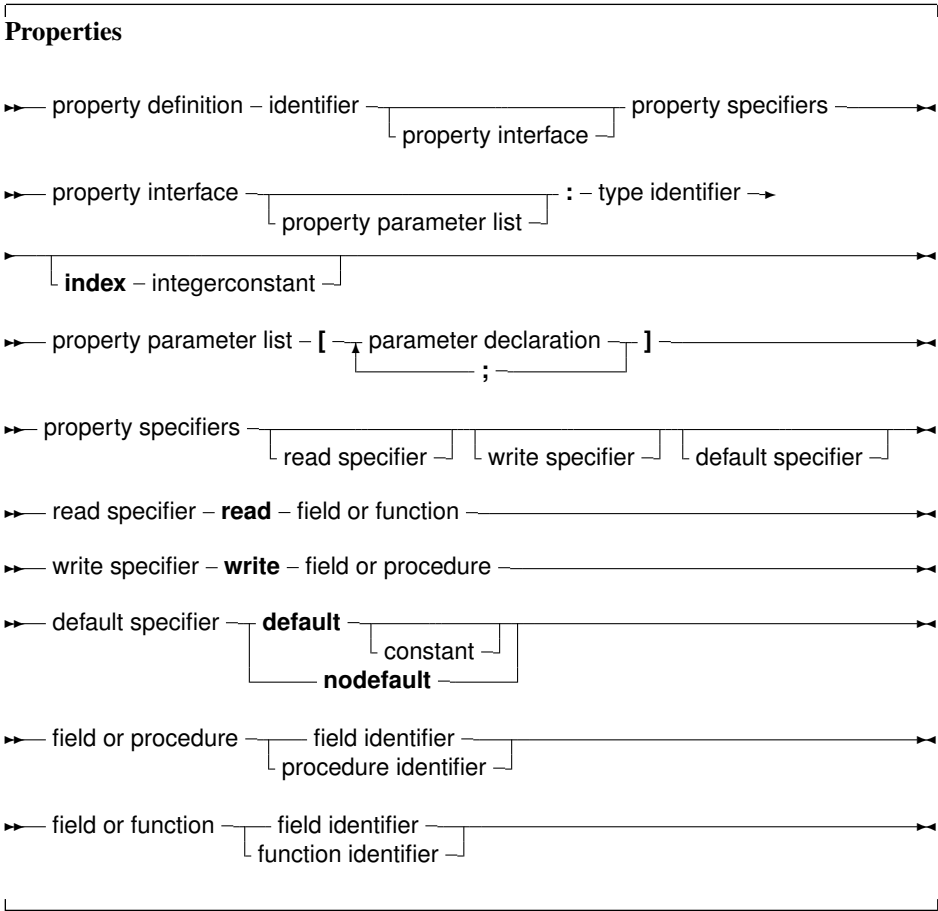 Properties
property definition – identifier property specifiers
property interface
property interface : – type identifier
property parameter list
index – integerconstant
property parameter list – [ parameter declaration ]
;
property specifiers
read specifier write specifier default specifier
read specifier – read – field or function
write specifier – write – field or procedure
default specifier default
constant
nodefault
field or procedure field identifier
procedure identifier
field or function field identifier
function identifier